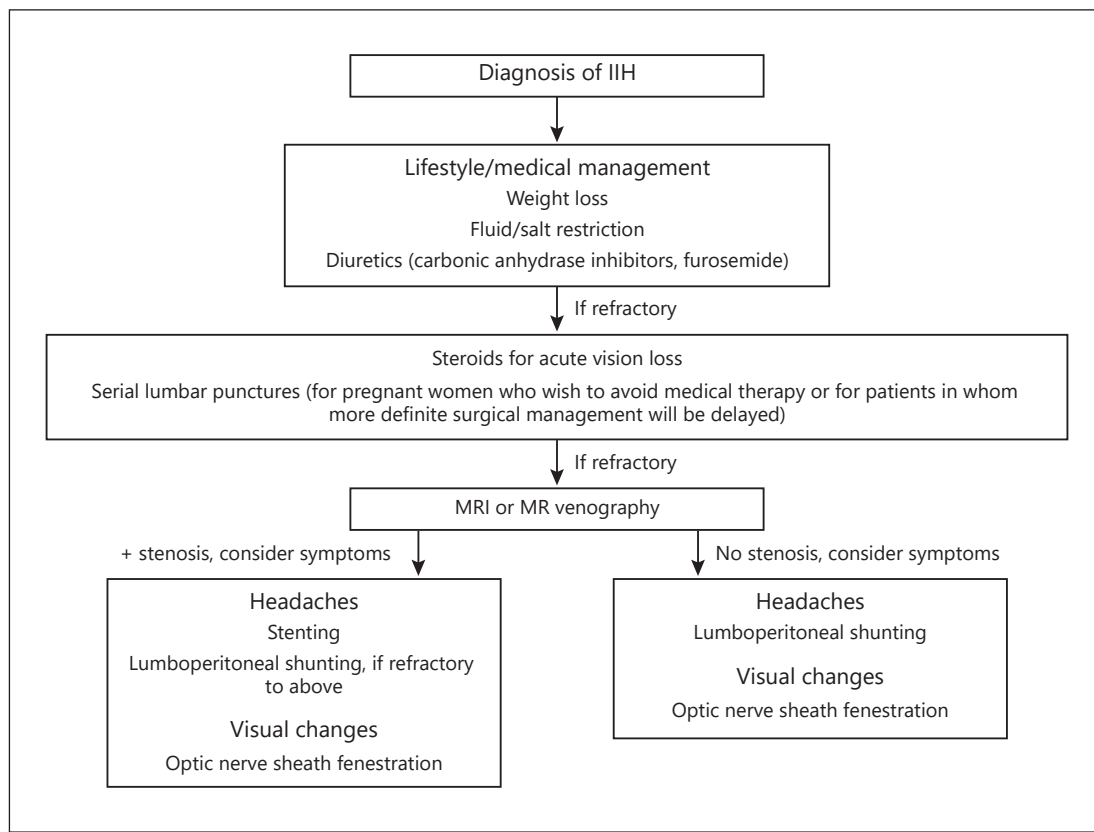 Diagnosis of IIH
Lifestyle/medical management
Weight loss
Fluid/salt restriction
Diuretics (carbonic anhydrase inhibitors, furosemide)
If refractory
Steroids for acute vision loss
Serial lumbar punctures (for pregnant women who wish to avoid medical therapy or for patients in whom
more definite surgical management will be delayed)
If refractory
MRI or MR venography
+ stenosis, consider symptoms
No stenosis, consider symptoms
Headaches
Stenting
Lumboperitoneal shunting, if refractory
to above
Visual changes
Optic nerve sheath fenestration
Headaches
Lumboperitoneal shunting
Visual changes
Optic nerve sheath fenestration